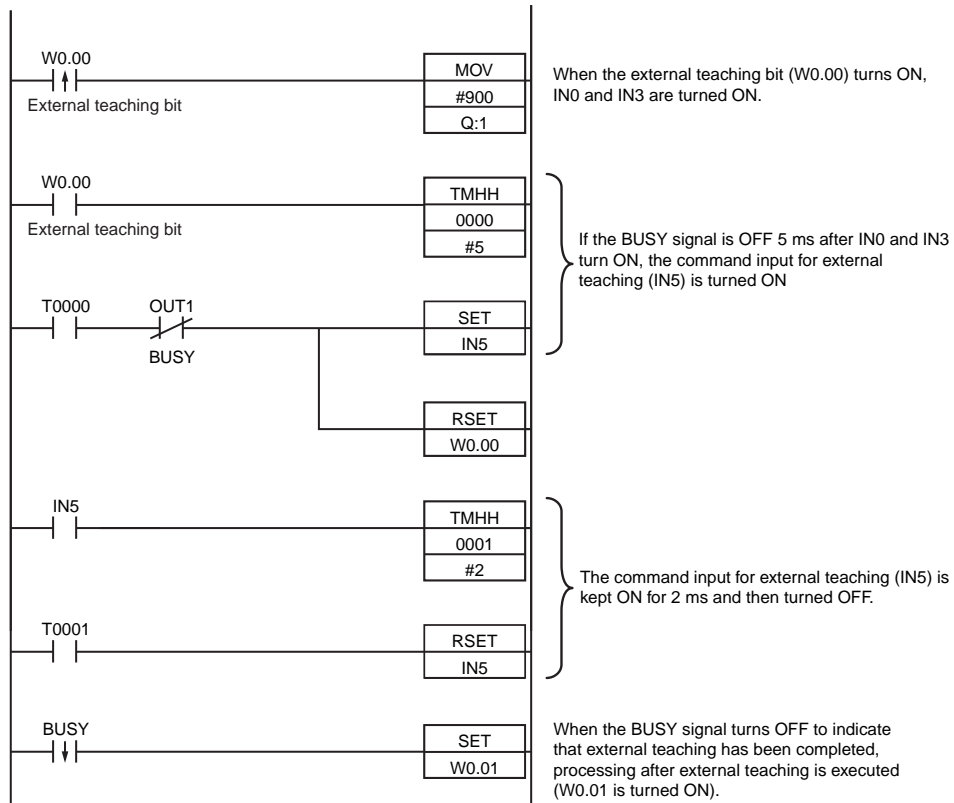 W0.00
External teaching bit
MOV
#900
Q:1
When the external teaching bit (W0.00) turns ON,
IN0 and IN3 are turned ON.
W0.00
External teaching bit
TMHH
0000
#5
If the BUSY signal is OFF 5 ms after IN0 and IN3
turn ON, the command input for external
teaching (IN5) is turned ON
T0000
OUT1
BUSY
SET
IN5
RSET
W0.00
IN5
TMHH
0001
#2
The command input for external teaching (IN5) is
kept ON for 2 ms and then turned OFF.
T0001
RSET
IN5
BUSY
SET
W0.01
When the BUSY signal turns OFF to indicate
that external teaching has been completed,
processing after external teaching is executed
(W0.01 is turned ON).